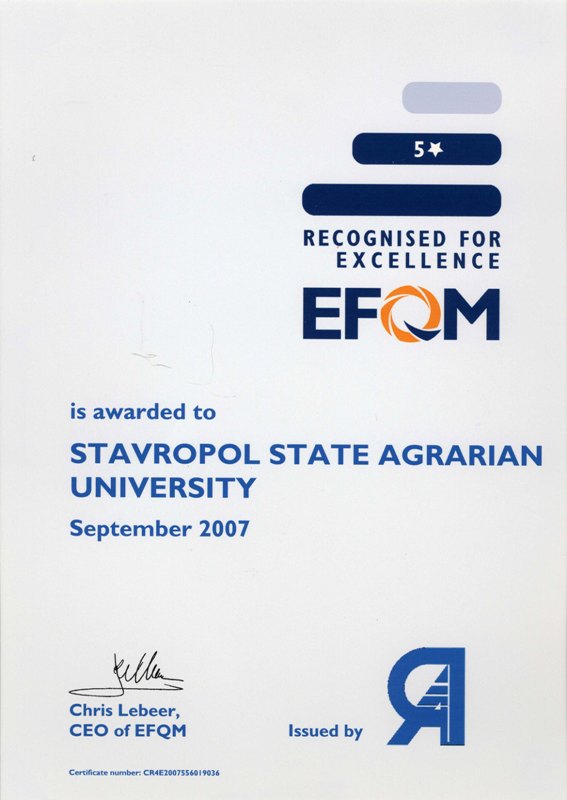 5★
RECOGNISED FOR
EXCELLENCE
EFQM
is awarded to
STAVROPOL STATE AGRARIAN
UNIVERSITY
September 2007
Chris Lebeer,
CEO of EFQM
Issued by
Certificate number: CR4E2007556019036